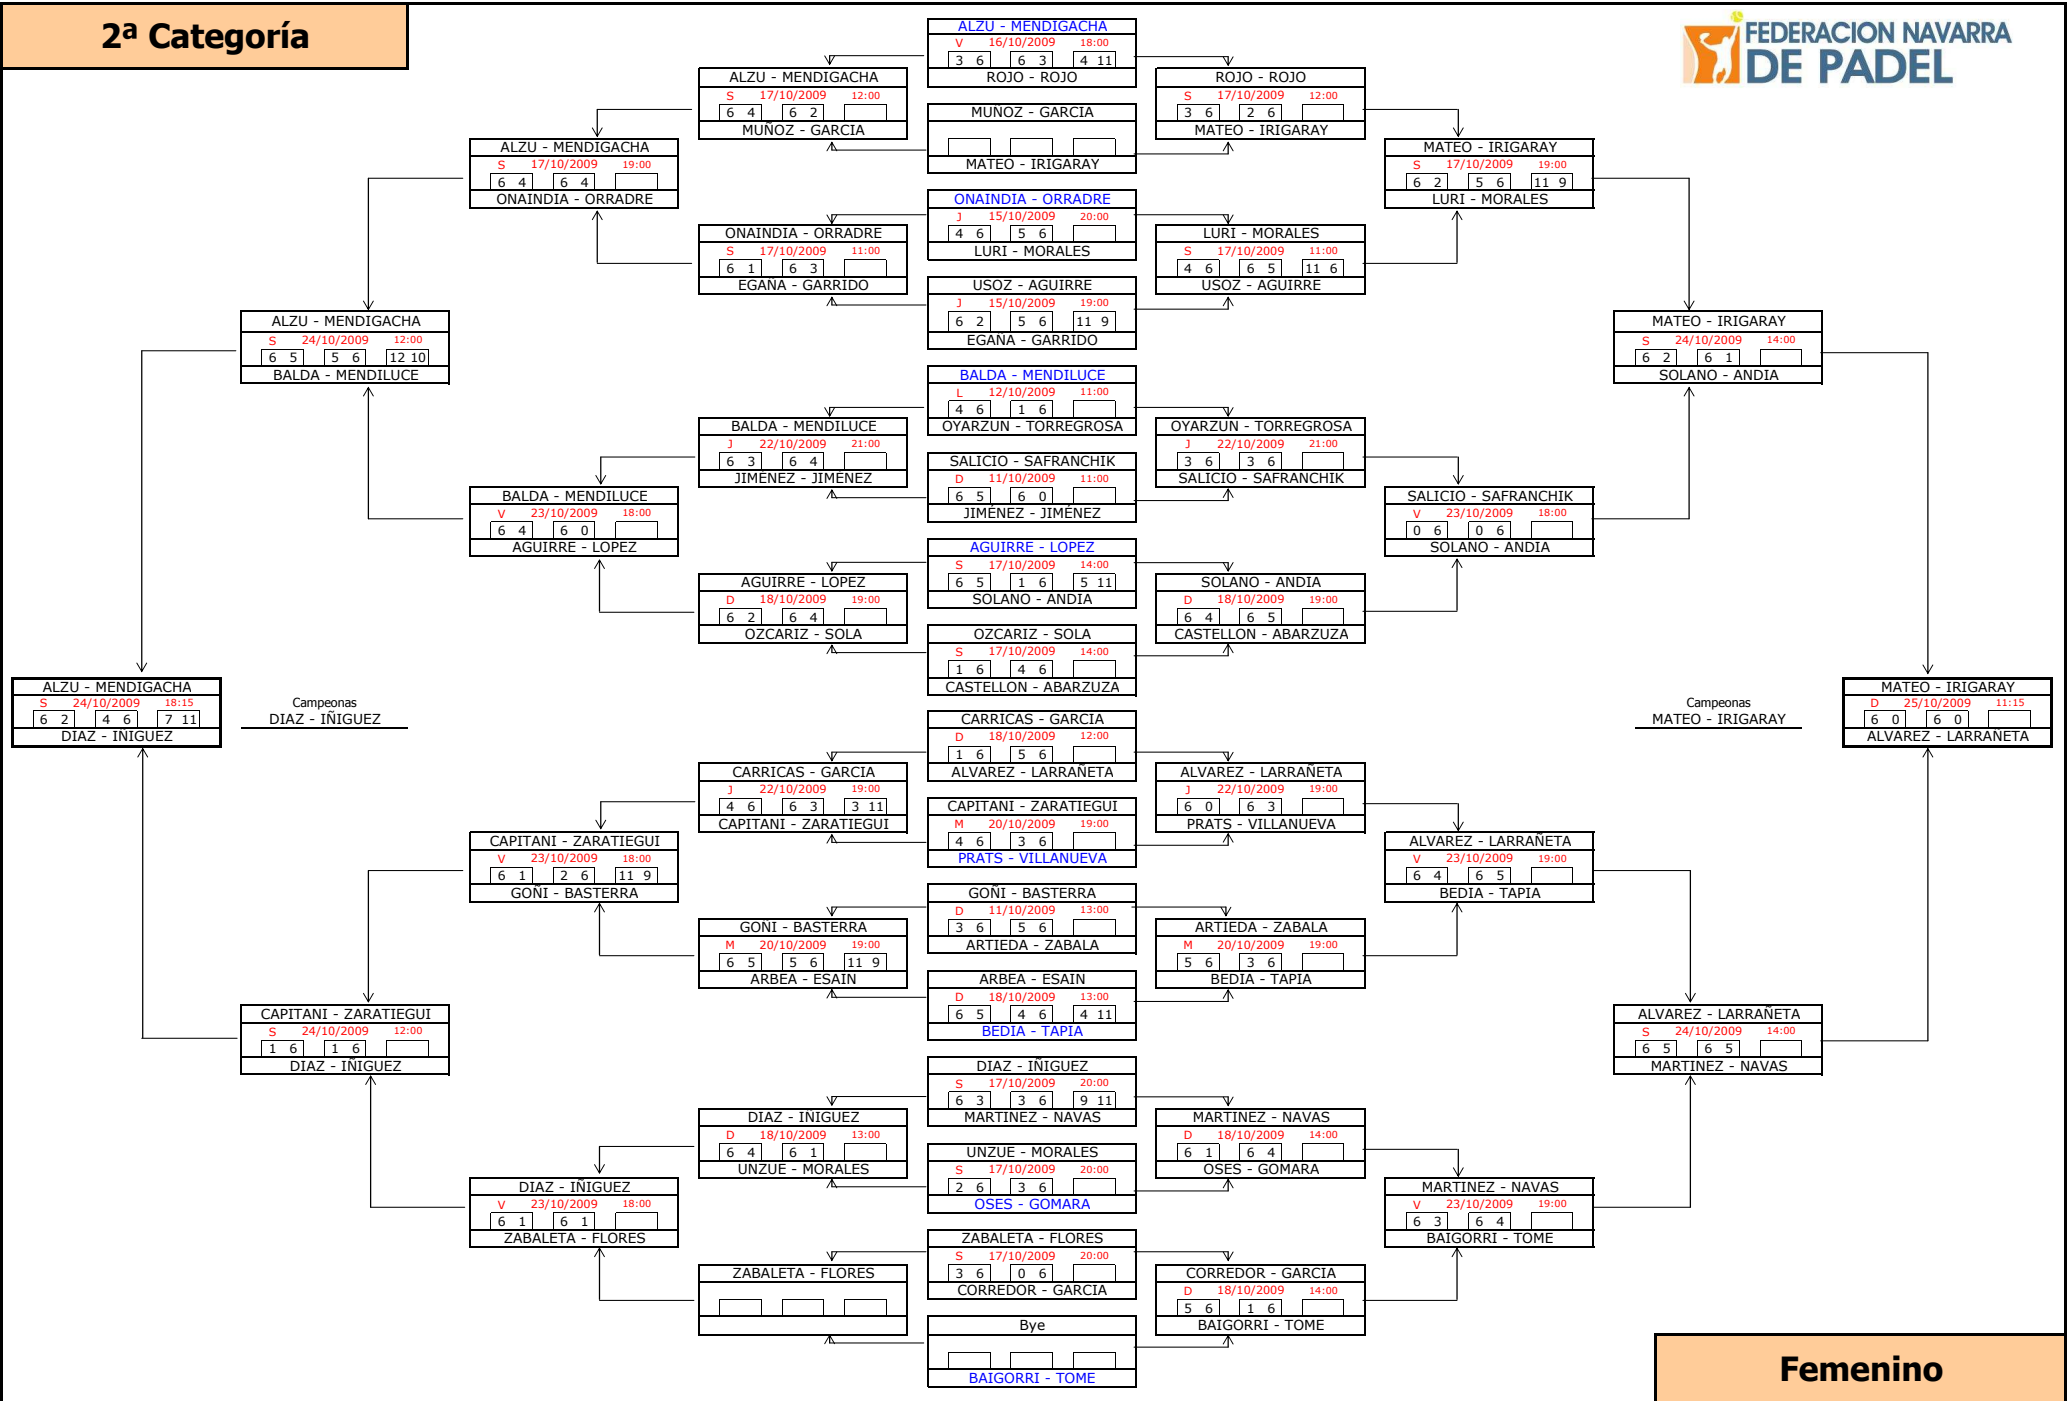 2ª Categoría
FEDERACION NAVARRA
DE PADEL
ALZU - MENDIGACHA
V 16/10/2009 18:00
3 6 6 3 4 11
ROJO - ROJO
MUÑOZ - GARCIA
MATEO - IRIGARAY
ONAINDIA - ORRADRE
J 15/10/2009 20:00
4 6 5 6
LURI - MORALES
USOZ - AGUIRRE
J 15/10/2009 19:00
6 2 5 6 11 9
EGAÑA - GARRIDO
BALDA - MENDILUCE
L 12/10/2009 11:00
4 6 1 6
OYARZUN - TORREGROSA
SALICIO - SAFRANCHIK
D 11/10/2009 11:00
6 5 6 0
JIMÉNEZ - JIMÉNEZ
AGUIRRE - LOPEZ
S 17/10/2009 14:00
6 5 1 6 5 11
SOLANO - ANDIA
OZCARIZ - SOLA
S 17/10/2009 14:00
1 6 4 6
CASTELLON - ABARZUZA
CARRICAS - GARCIA
D 18/10/2009 12:00
1 6 5 6
ALVAREZ - LARRAÑETA
CAPITANI - ZARATIEGUI
M 20/10/2009 19:00
4 6 3 6
PRATS - VILLANUEVA
GOÑI - BASTERRA
D 11/10/2009 13:00
3 6 5 6
ARTIEDA - ZABALA
ARBEA - ESAIN
D 18/10/2009 13:00
6 5 4 6 4 11
BEDIA - TAPIA
DIAZ - IÑIGUEZ
S 17/10/2009 20:00
6 3 3 6 9 11
MARTINEZ - NAVAS
UNZUE - MORALES
S 17/10/2009 20:00
2 6 3 6
OSES - GOMARA
ZABALETA - FLORES
S 17/10/2009 20:00
3 6 0 6
CORREDOR - GARCIA
Bye
BAIGORRI - TOME
ALZU - MENDIGACHA
S 17/10/2009 12:00
6 4 6 2
MUÑOZ - GARCIA
ONAINDIA - ORRADRE
S 17/10/2009 11:00
6 1 6 3
EGAÑA - GARRIDO
BALDA - MENDILUCE
J 22/10/2009 21:00
6 3 6 4
JIMÉNEZ - JIMÉNEZ
AGUIRRE - LOPEZ
D 18/10/2009 19:00
6 2 6 4
OZCARIZ - SOLA
CARRICAS - GARCIA
J 22/10/2009 19:00
4 6 6 3 3 11
CAPITANI - ZARATIEGUI
GOÑI - BASTERRA
M 20/10/2009 19:00
6 5 5 6 11 9
ARBEA - ESAIN
DIAZ - IÑIGUEZ
D 18/10/2009 13:00
6 4 6 1
UNZUE - MORALES
ZABALETA - FLORES
ALZU - MENDIGACHA
S 17/10/2009 19:00
6 4 6 4
ONAINDIA - ORRADRE
BALDA - MENDILUCE
V 23/10/2009 18:00
6 4 6 0
AGUIRRE - LOPEZ
CAPITANI - ZARATIEGUI
V 23/10/2009 18:00
6 1 2 6 11 9
GOÑI - BASTERRA
DIAZ - IÑIGUEZ
V 23/10/2009 18:00
6 1 6 1
ZABALETA - FLORES
ALZU - MENDIGACHA
S 24/10/2009 12:00
6 5 5 6 12 10
BALDA - MENDILUCE
CAPITANI - ZARATIEGUI
S 24/10/2009 12:00
1 6 1 6
DIAZ - IÑIGUEZ
ALZU - MENDIGACHA
S 24/10/2009 18:15
6 2 4 6 7 11
DIAZ - IÑIGUEZ
Campeonas
DIAZ - IÑIGUEZ
ROJO - ROJO
S 17/10/2009 12:00
3 6 2 6
MATEO - IRIGARAY
LURI - MORALES
S 17/10/2009 11:00
4 6 6 5 11 6
USOZ - AGUIRRE
OYARZUN - TORREGROSA
J 22/10/2009 21:00
3 6 3 6
SALICIO - SAFRANCHIK
SOLANO - ANDIA
D 18/10/2009 19:00
6 4 6 5
CASTELLON - ABARZUZA
ALVAREZ - LARRAÑETA
J 22/10/2009 19:00
6 0 6 3
PRATS - VILLANUEVA
ARTIEDA - ZABALA
M 20/10/2009 19:00
5 6 3 6
BEDIA - TAPIA
MARTINEZ - NAVAS
D 18/10/2009 14:00
6 1 6 4
OSES - GOMARA
CORREDOR - GARCIA
D 18/10/2009 14:00
5 6 1 6
BAIGORRI - TOME
MATEO - IRIGARAY
S 17/10/2009 19:00
6 2 5 6 11 9
LURI - MORALES
SALICIO - SAFRANCHIK
V 23/10/2009 18:00
0 6 0 6
SOLANO - ANDIA
ALVAREZ - LARRAÑETA
V 23/10/2009 19:00
6 4 6 5
BEDIA - TAPIA
MARTINEZ - NAVAS
V 23/10/2009 19:00
6 3 6 4
BAIGORRI - TOME
MATEO - IRIGARAY
S 24/10/2009 14:00
6 2 6 1
SOLANO - ANDIA
ALVAREZ - LARRAÑETA
S 24/10/2009 14:00
6 5 6 5
MARTINEZ - NAVAS
Campeonas
MATEO - IRIGARAY
MATEO - IRIGARAY
D 25/10/2009 11:15
6 0 6 0
ALVAREZ - LARRAÑETA
Femenino